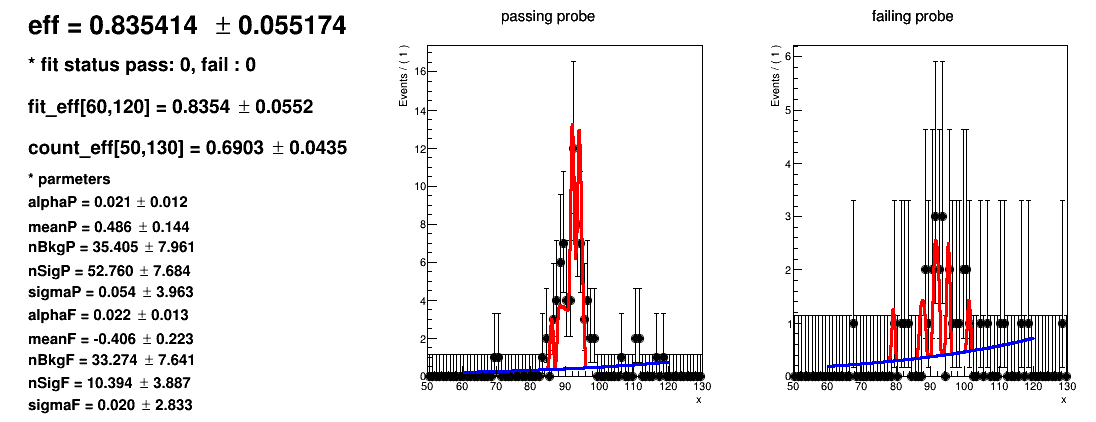 eff = 0.835414 ± 0.055174
* fit status pass: 0, fail : 0
fit_eff[60,120] = 0.8354 ± 0.0552
count_eff[50,130] = 0.6903 ± 0.0435
* parmeters
alphaP = 0.021 ± 0.012
meanP = 0.486 ± 0.144
nBkgP = 35.405 ± 7.961
nSigP = 52.760 ± 7.684
sigmaP = 0.054 ± 3.963
alphaF = 0.022 ± 0.013
meanF = -0.406 ± 0.223
nBkgF = 33.274 ± 7.641
nSigF = 10.394 ± 3.887
sigmaF = 0.020 ± 2.833
passing probe
Events / ( 1 )
16
14
12
10
8
6
4
2
0
50 60 70 80 90 100 110 120 130
x
failing probe
Events / ( 1 )
6
5
4
3
2
1
0
50 60 70 80 90 100 110 120 130
x